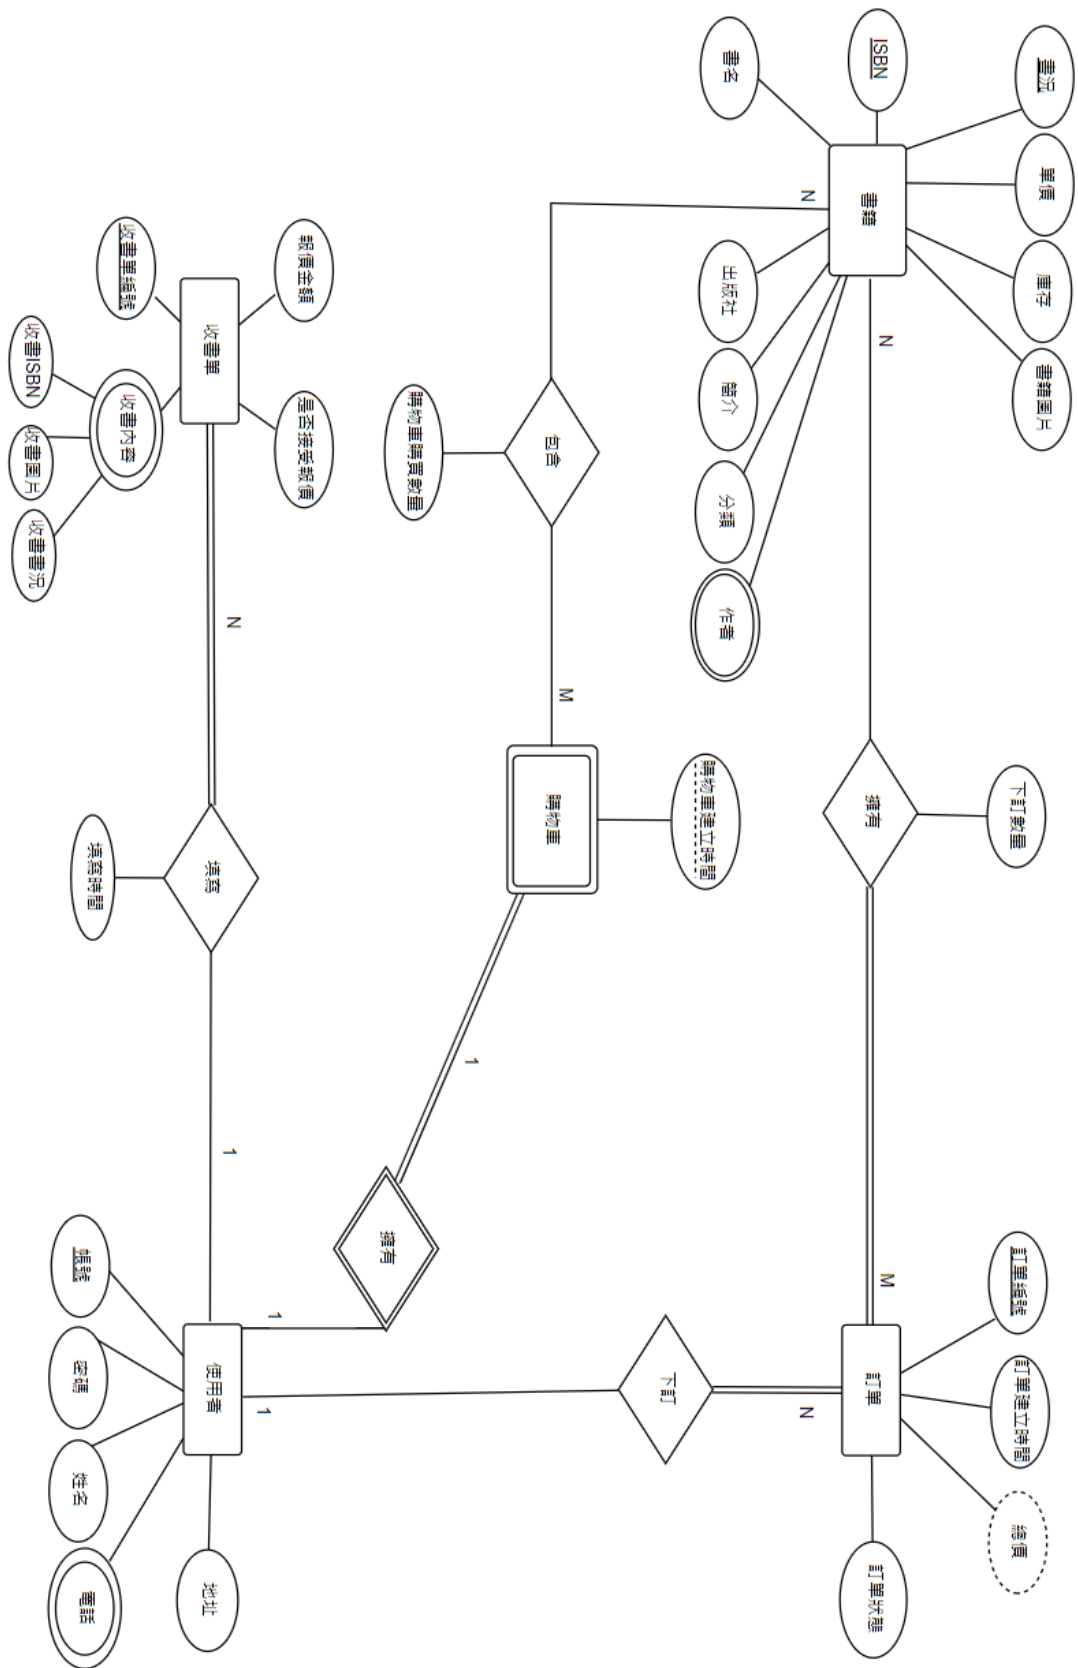 書況
單價
庫存
書籍圖片
下訂數量
訂單編號
訂單建立時間
總價
ISBN
書籍
N
擁有
M
訂單
訂單狀態
書名
N
出版社
簡介
分類
作者
購物車建立時間
N
下訂
包含
M
購物車
1
購物車購買數量
擁有
1
1
報價金額
是否接受報價
收書單
N
填寫
1
使用者
地址
收書單編號
收書內容
填寫時間
帳號
密碼
姓名
電話
收書ISBN
收書圖片
收書書況